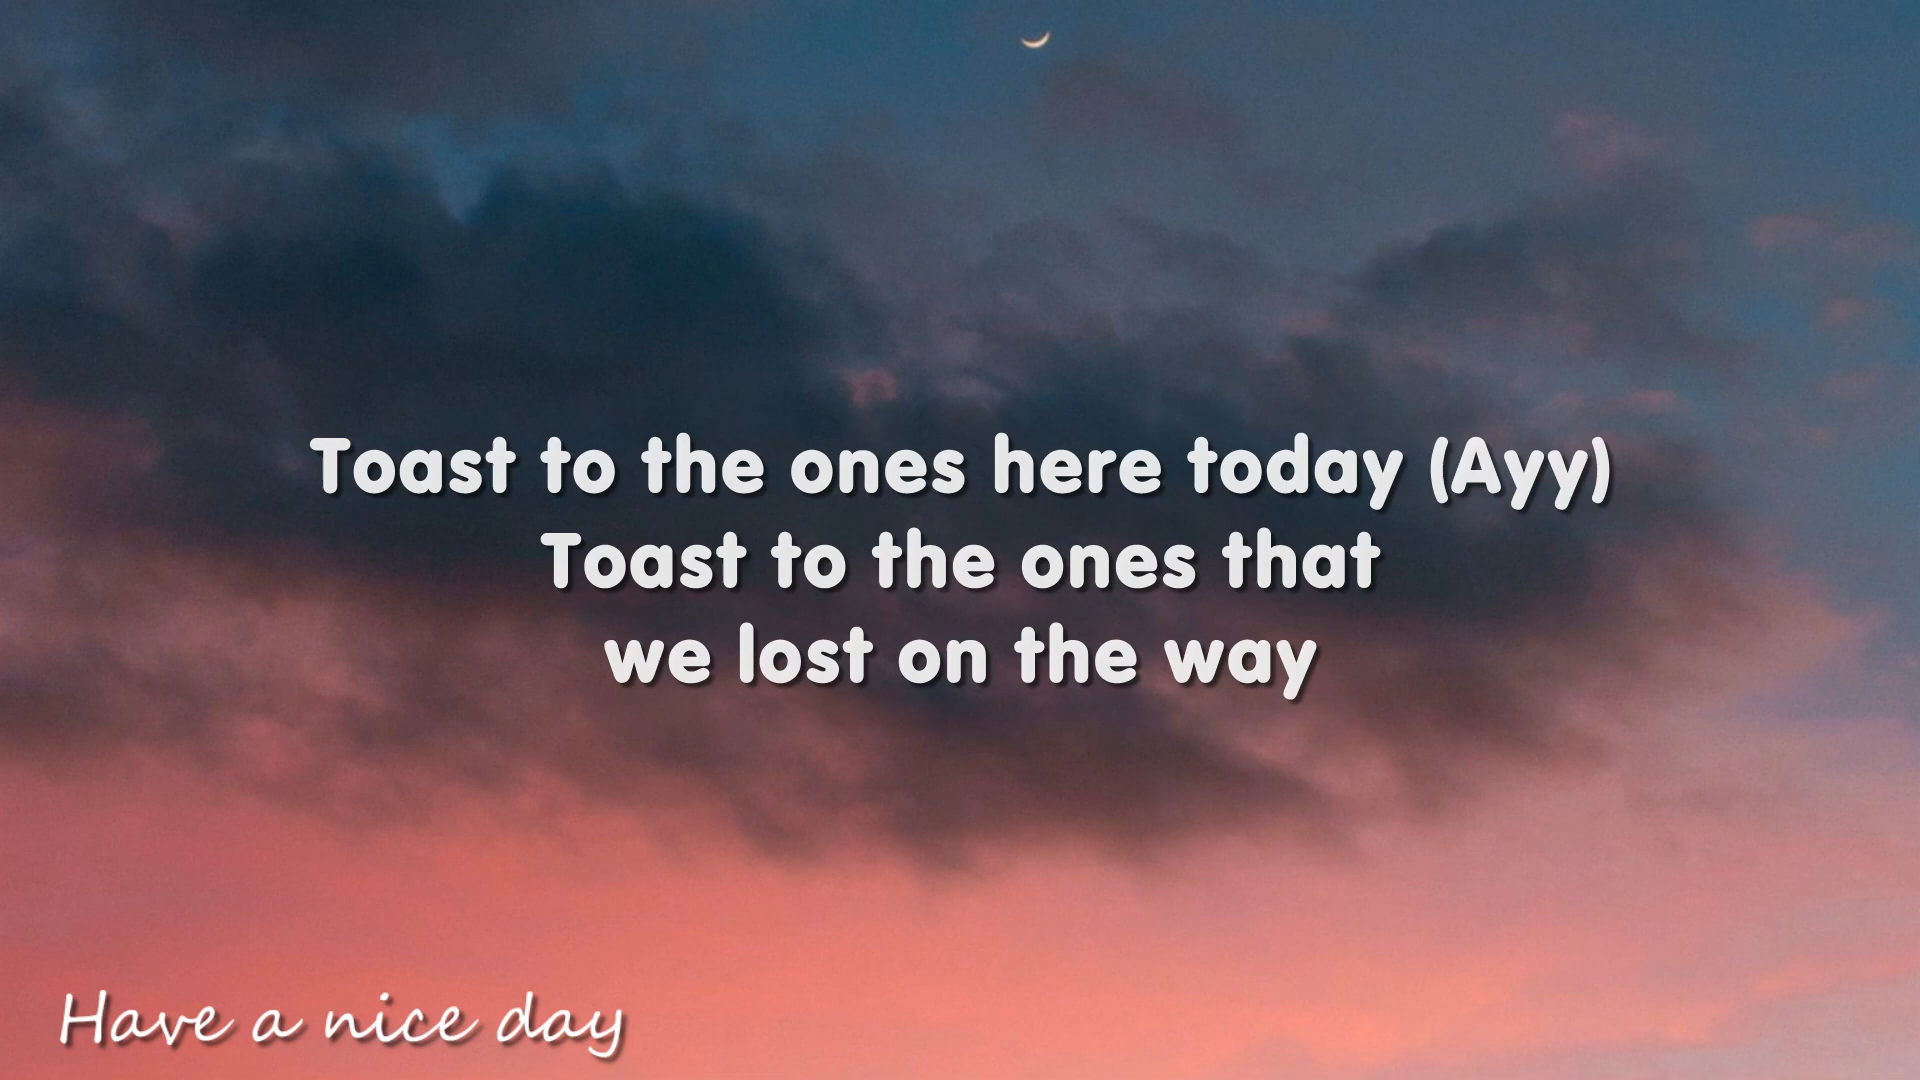 Toast to the ones here today (Ayy)
Toast to the ones that
we lost on the way
Have a nice day